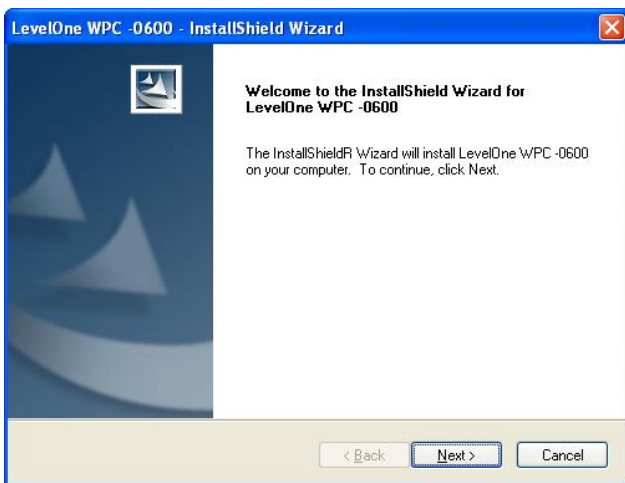 LevelOne WPC -0600 - InstallShield Wizard
Welcome to the InstallShield Wizard for
LevelOne WPC -0600
The InstallShieldR Wizard will install LevelOne WPC -0600
on your computer. To continue, click Next.
< Back
Next >
Cancel